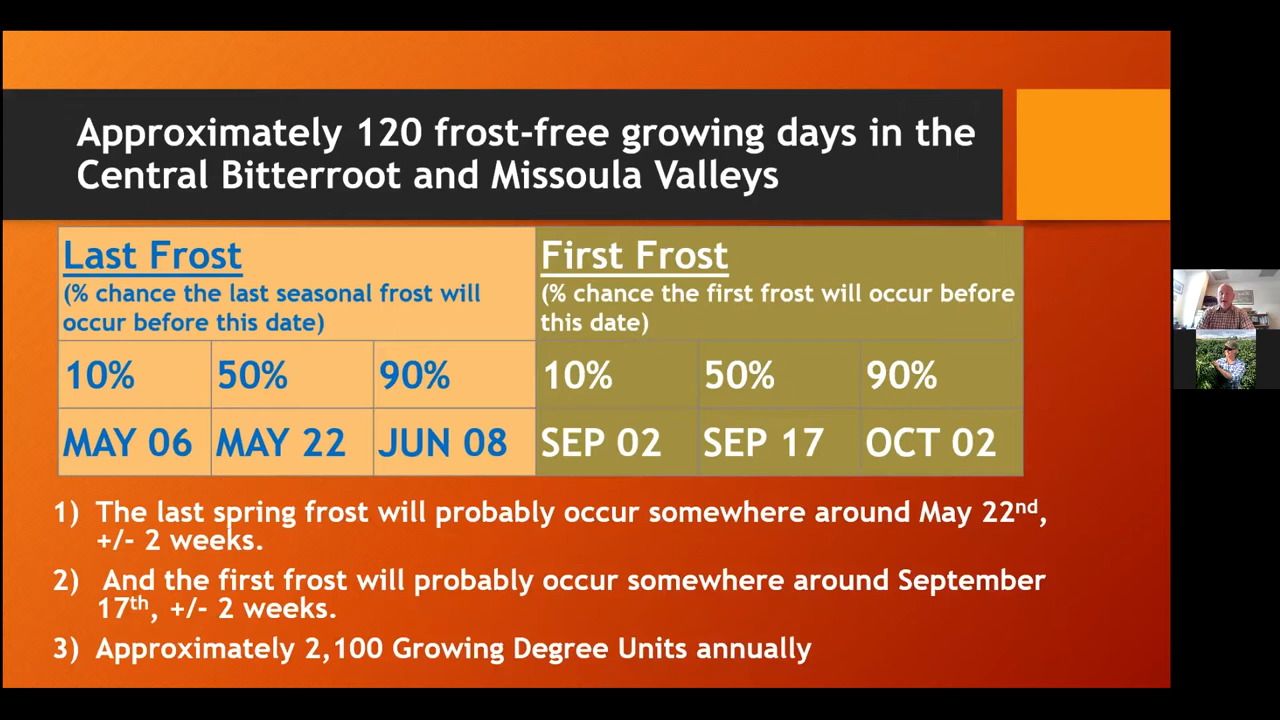 Approximately 120 frost-free growing days in the
Central Bitterroot and Missoula Valleys
Last Frost
(% chance the last seasonal frost will
occur before this date)
First Frost
(% chance the first frost will occur before
this date)
10% 50% 90% 10% 50% 90%
MAY 06 MAY 22 JUN 08 SEP 02 SEP 17 OCT 02
1) The last spring frost will probably occur somewhere around May 22nd,
+/- 2 weeks.
2) And the first frost will probably occur somewhere around September
17th, +/- 2 weeks.
3) Approximately 2,100 Growing Degree Units annually